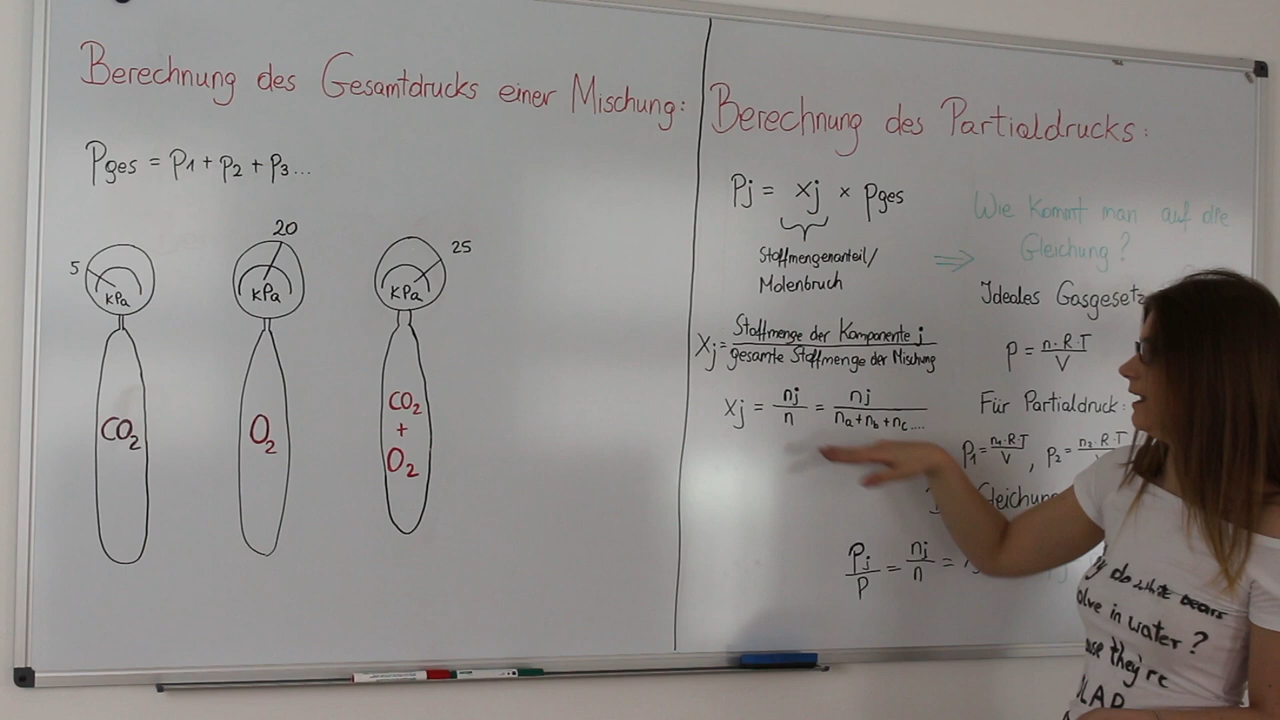 Berechnung des Gesamtdrucks einer Mischung:
Pges = P1 + P2 + P3...
5
kPa
20
kPa
25
kPa
CO2
O2
CO2
+
O2
Berechnung des Partialdrucks:
Pj = xj × Pges
Stoffmengenanteil/
Molenbruch
Xj = Stoffmenge der Komponente j
gesamte Stoffmenge der Mischung
Xj = nj/n = nj/(na+nb+nc....
⇒ Wie kommt man auf die
Gleichung?
Ideales Gasgesetz
P = n·R·T/V
Für Partialdruck:
P1 = n1·R·T/V , P2 = n2·R·T
Gleichung
Pj/P = nj/n =
do white bears
in water?
they're